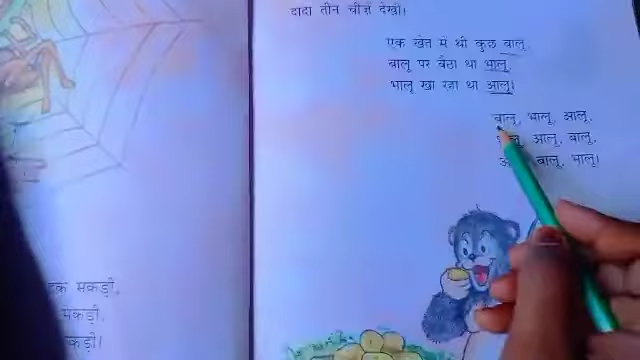 दादा तीन चीज़ें देखीं।
एक खेत में थी कुछ बालू,
बालू पर बैठा था भालू,
भालू खा रहा था आलू।
बालू, भालू, आलू,
आलू, बालू,
बालू, भालू।
मकड़ी,
मकड़ी,